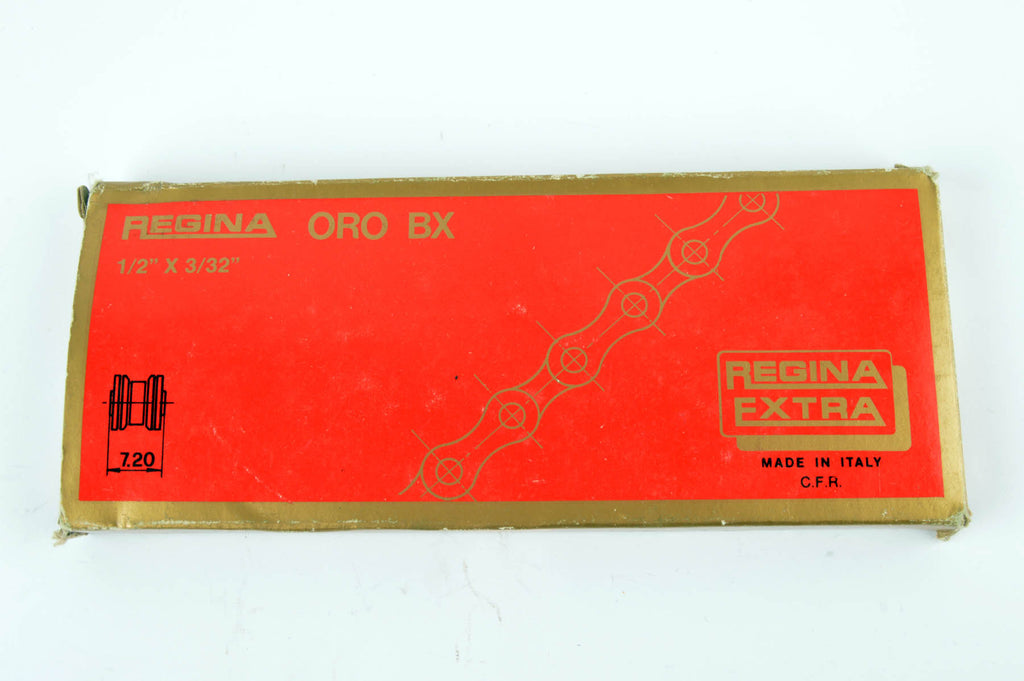 REGINA ORO BX
1/2" X 3/32"
7.20
REGINA
EXTRA
MADE IN ITALY
C.F.R.